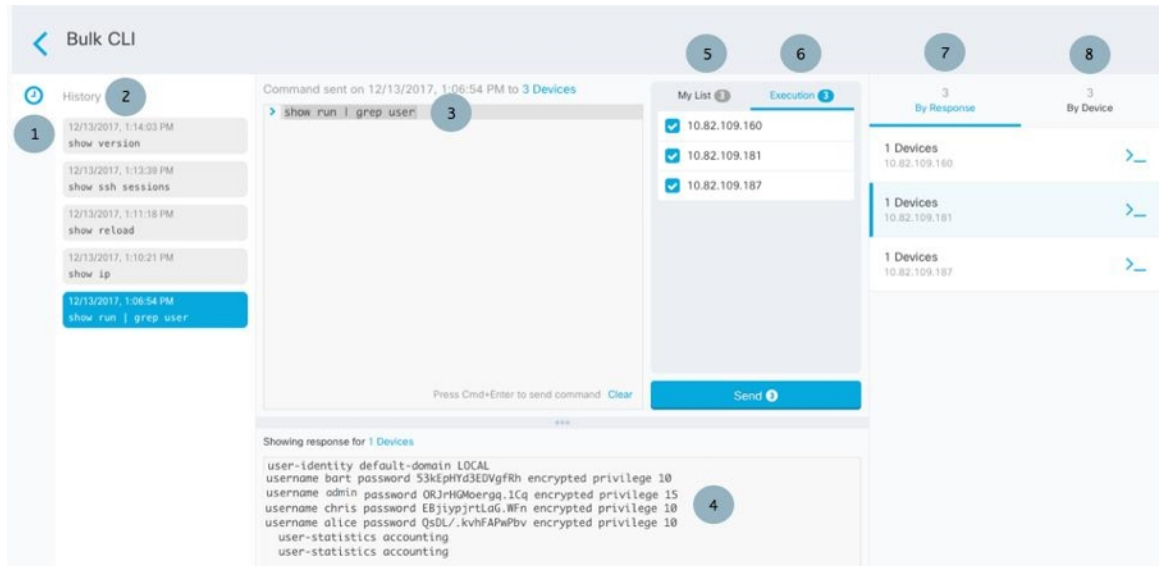 Bulk CLI
5
6
7
8
1
History
2
12/13/2017, 1:14:03 PM
show version
12/13/2017, 1:13:39 PM
show ssh sessions
12/13/2017, 1:11:18 PM
show reload
12/13/2017, 1:10:21 PM
show ip
12/13/2017, 1:06:54 PM
show run | grep user
Command sent on 12/13/2017, 1:06:54 PM to 3 Devices
> show run | grep user
3
Press Cmd+Enter to send command Clear
My List 3
Execution 3
10.82.109.160
10.82.109.181
10.82.109.187
Send 3
3
By Response
3
By Device
1 Devices
10.82.109.160
>_
1 Devices
10.82.109.181
>_
1 Devices
10.82.109.187
>_
Showing response for 1 Devices
user-identity default-domain LOCAL
username bart password 53kEpHYd3EDVgfRh encrypted privilege 10
username admin password ORJrHGMoergq.1Cq encrypted privilege 15
username chris password EBjiypjrtLaG.WFn encrypted privilege 10
username alice password QsDL/.kvhFAPwPbv encrypted privilege 10
user-statistics accounting
user-statistics accounting
4